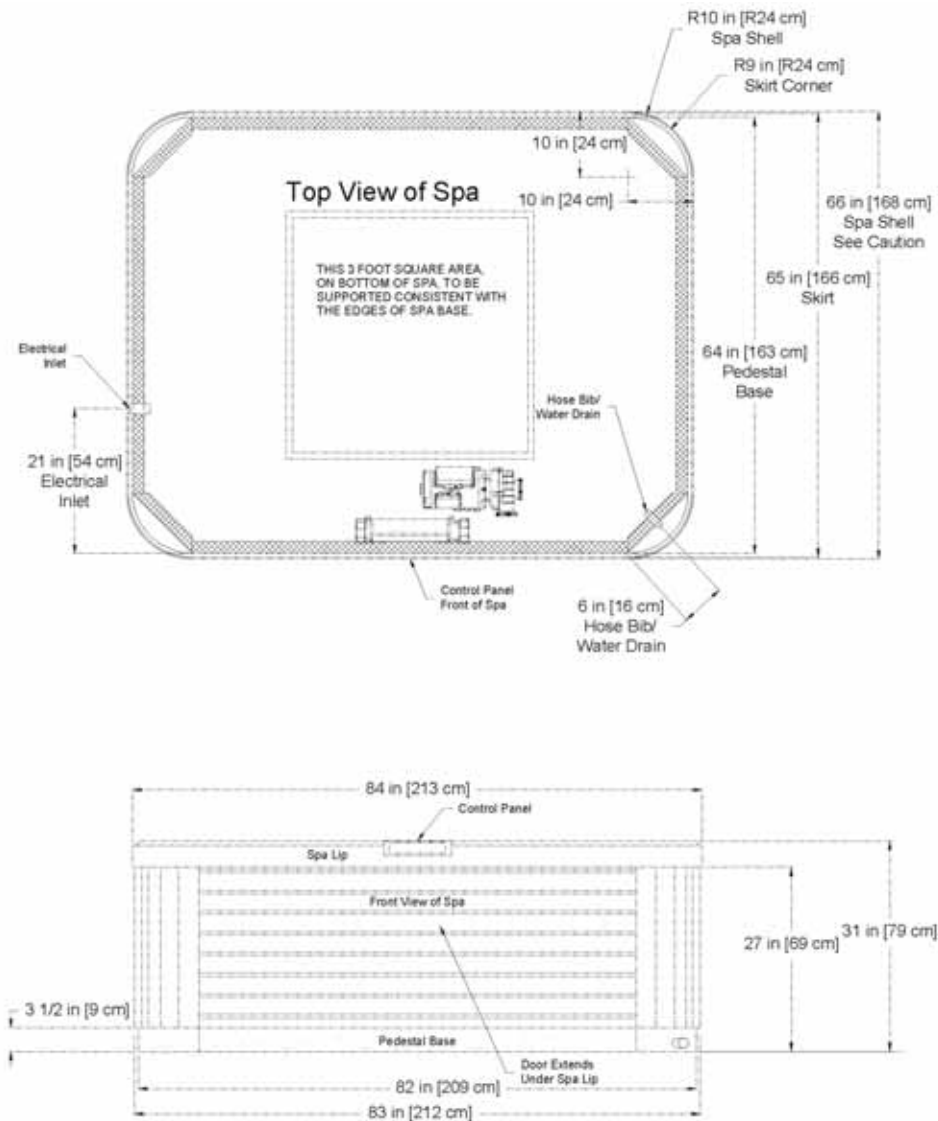 R10 in [R24 cm]
Spa Shell
R9 in [R24 cm]
Skirt Corner
10 in [24 cm]
Top View of Spa
10 in [24 cm]
66 in [168 cm]
Spa Shell
See Caution
THIS 3 FOOT SQUARE AREA,
ON BOTTOM OF SPA, TO BE
SUPPORTED CONSISTENT WITH
THE EDGES OF SPA BASE.
65 in [166 cm]
Skirt
Electrical
Inlet
64 in [163 cm]
Pedestal
Base
Hose Bib/
Water Drain
21 in [54 cm]
Electrical
Inlet
Control Panel
Front of Spa
6 in [16 cm]
Hose Bib/
Water Drain
84 in [213 cm]
Control Panel
Spa Lip
Front View of Spa
27 in [69 cm]
31 in [79 cm]
3 1/2 in [9 cm]
Pedestal Base
Door Extends
Under Spa Lip
82 in [209 cm]
83 in [212 cm]